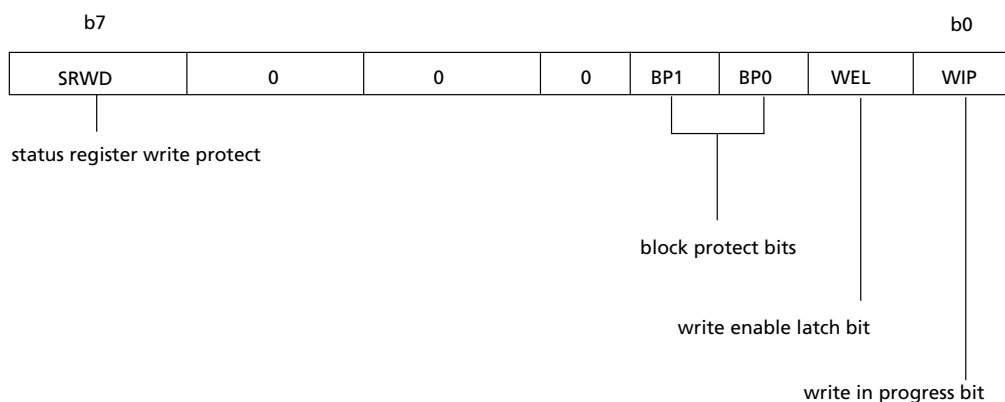 b7 b0
SRWD 0 0 0 BP1 BP0 WEL WIP
status register write protect
block protect bits
write enable latch bit
write in progress bit